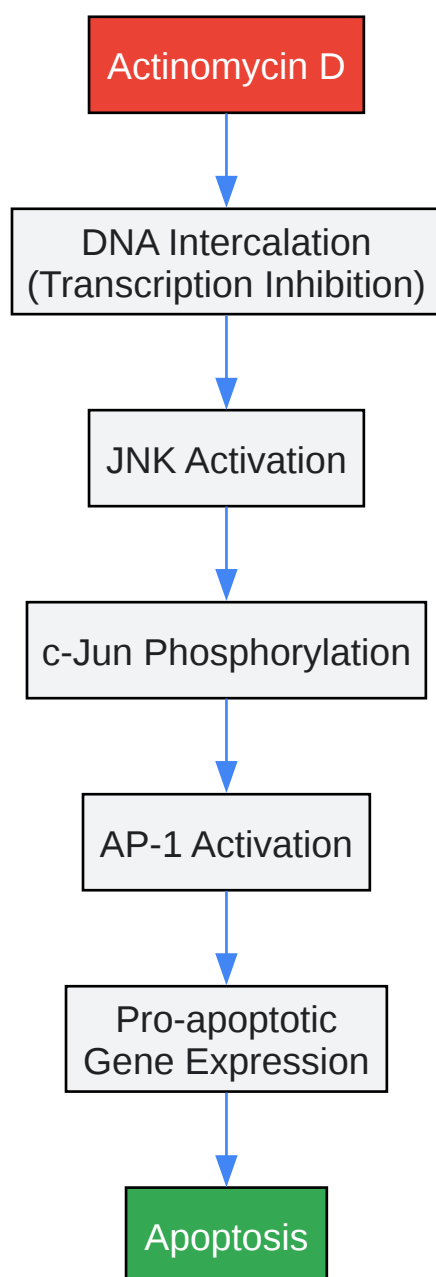 Actinomycin D
DNA Intercalation
(Transcription Inhibition)
JNK Activation
c-Jun Phosphorylation
AP-1 Activation
Pro-apoptotic
Gene Expression
Apoptosis